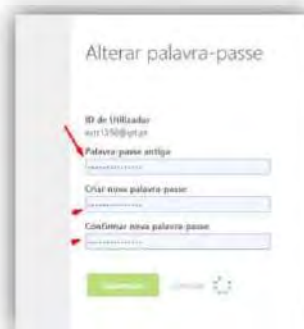 Alterar palavra-passe
ID de Utilizador
Palavra-passe antiga
Criar nova palavra-passe
Confirmar nova palavra-passe